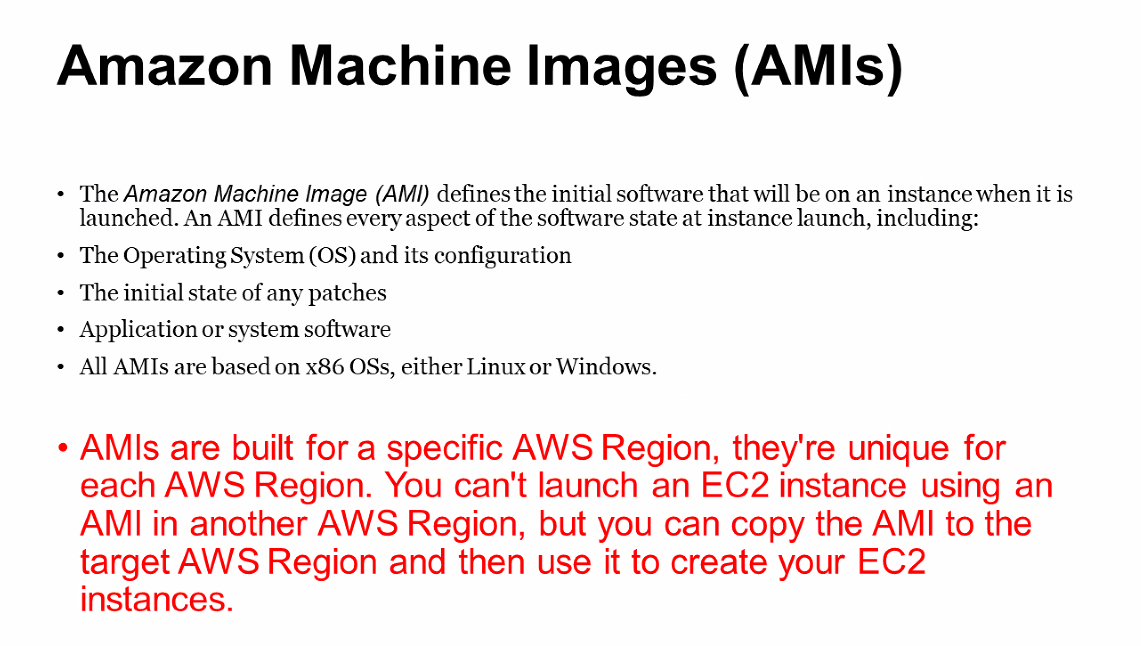 Amazon Machine Images (AMIs)
• The Amazon Machine Image (AMI) defines the initial software that will be on an instance when it is
launched. An AMI defines every aspect of the software state at instance launch, including:
• The Operating System (OS) and its configuration
• The initial state of any patches
• Application or system software
• All AMIs are based on x86 OSs, either Linux or Windows.
• AMIs are built for a specific AWS Region, they're unique for
each AWS Region. You can't launch an EC2 instance using an
AMI in another AWS Region, but you can copy the AMI to the
target AWS Region and then use it to create your EC2
instances.